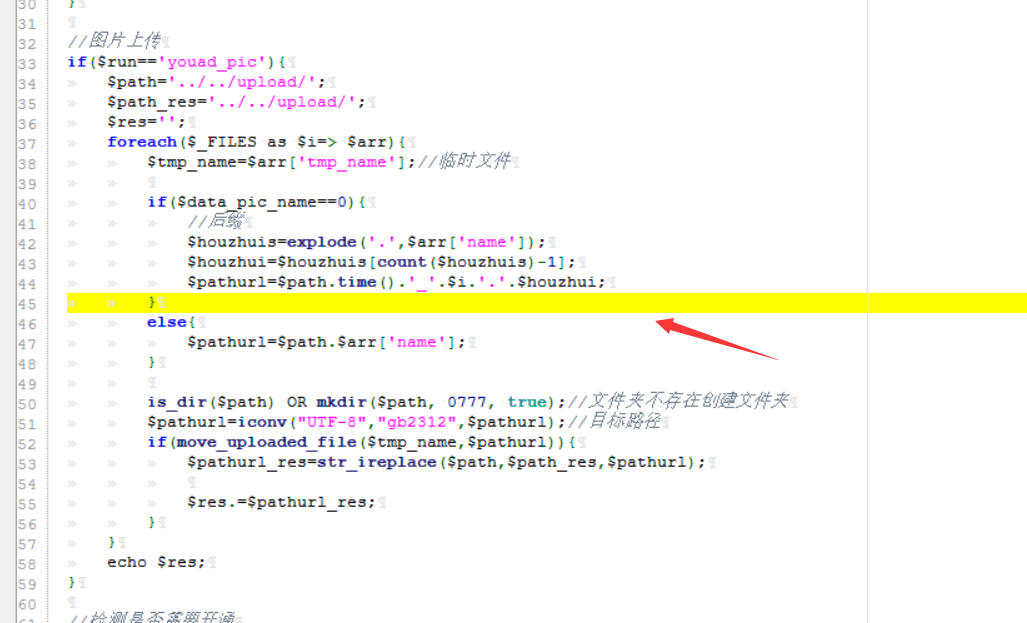 30 }
31
32 //图片上传
33 if($run=='youad_pic'){
34 $path='../../upload/';
35 $path_res='../../upload/';
36 $res='';
37 foreach($_FILES as $i=> $arr){
38 $tmp_name=$arr['tmp_name'];//临时文件
39
40 if($data_pic_name==0){
41 //后缀
42 $houzhuis=explode('.',$arr['name']);
43 $houzhui=$houzhuis[count($houzhuis)-1];
44 $pathurl=$path.time().'_'.$i.'.'.$houzhui;
45 }
46 else{
47 $pathurl=$path.$arr['name'];
48 }
49
50 is_dir($path) OR mkdir($path, 0777, true);//文件夹不存在创建文件夹
51 $pathurl=iconv("UTF-8","gb2312",$pathurl);//目标路径
52 if(move_uploaded_file($tmp_name,$pathurl)){
53 $pathurl_res=str_ireplace($path,$path_res,$pathurl);
54
55 $res.=$pathurl_res;
56 }
57 }
58 echo $res;
59 }
60
61 //检测是否需要开通